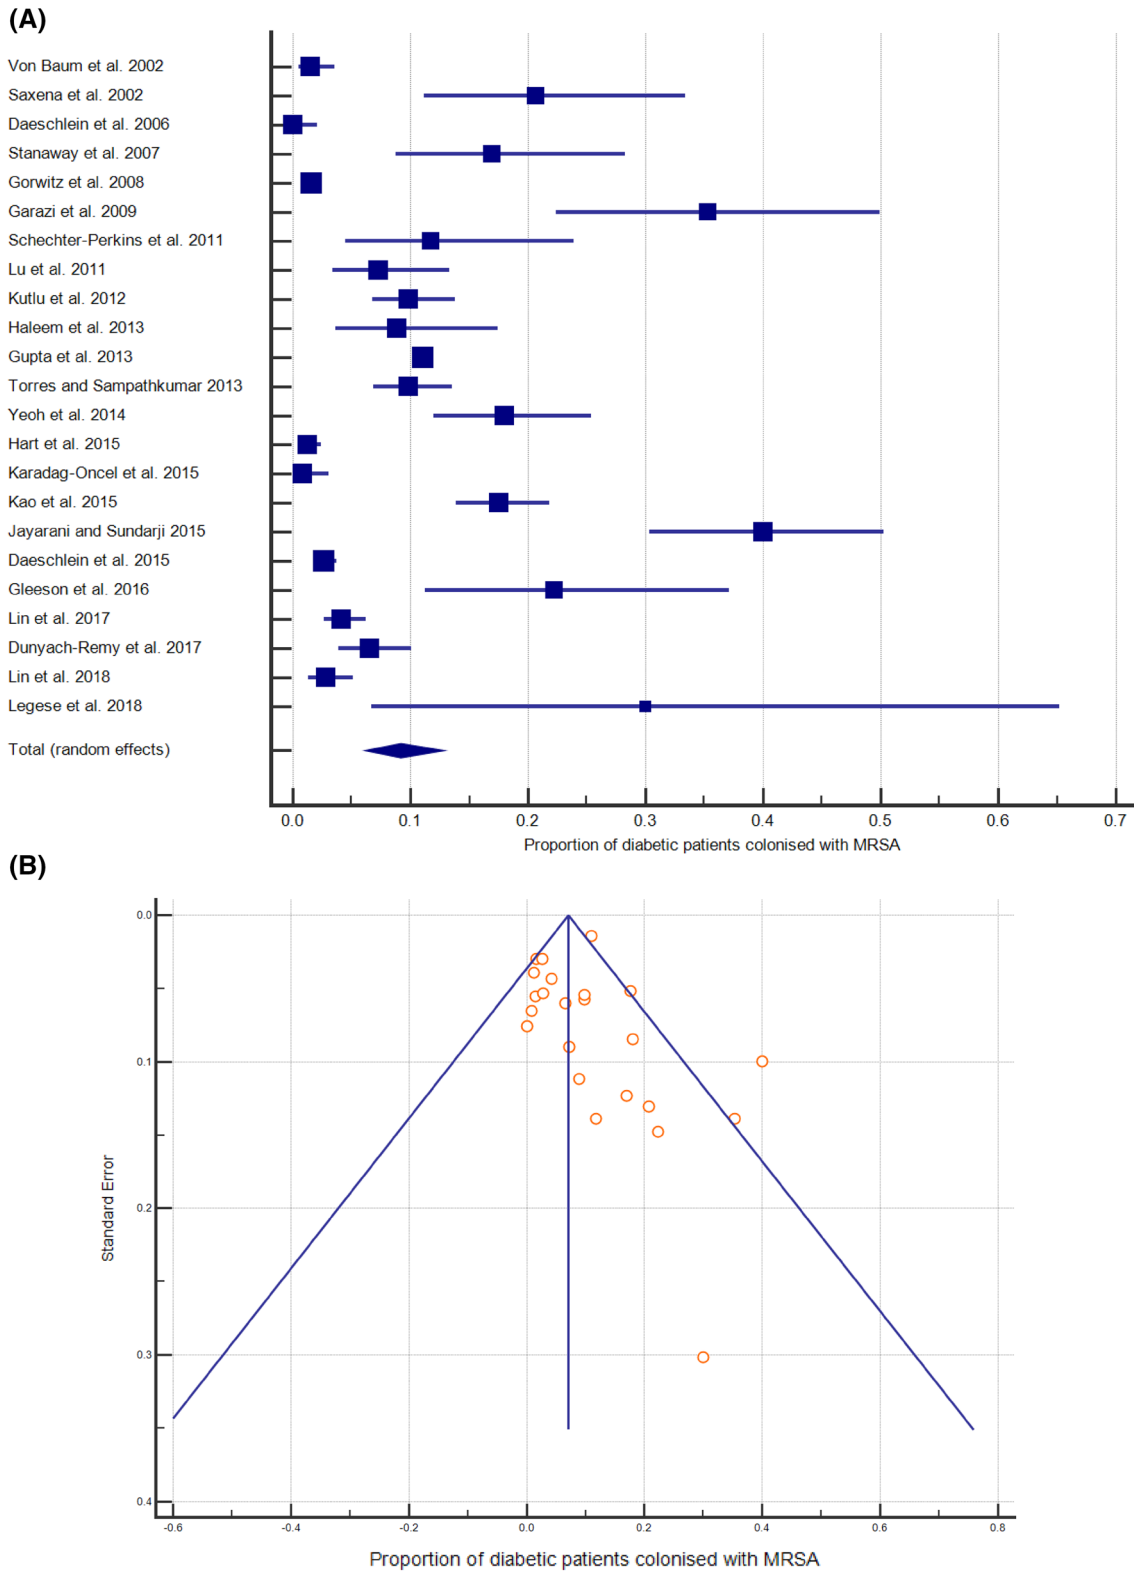 (A)
Von Baum et al. 2002
Saxena et al. 2002
Daeschlein et al. 2006
Stanaway et al. 2007
Gorwitz et al. 2008
Garazi et al. 2009
Schechter-Perkins et al. 2011
Lu et al. 2011
Kutlu et al. 2012
Haleem et al. 2013
Gupta et al. 2013
Torres and Sampathkumar 2013
Yeoh et al. 2014
Hart et al. 2015
Karadag-Oncel et al. 2015
Kao et al. 2015
Jayarani and Sundarji 2015
Daeschlein et al. 2015
Gleeson et al. 2016
Lin et al. 2017
Dunyach-Remy et al. 2017
Lin et al. 2018
Legese et al. 2018
Total (random effects)
0.0 0.1 0.2 0.3 0.4 0.5 0.6 0.7
Proportion of diabetic patients colonised with MRSA
(B)
0.0
0.1
0.2
0.3
0.4
Standard Error
-0.6 -0.4 -0.2 0.0 0.2 0.4 0.6 0.8
Proportion of diabetic patients colonised with MRSA